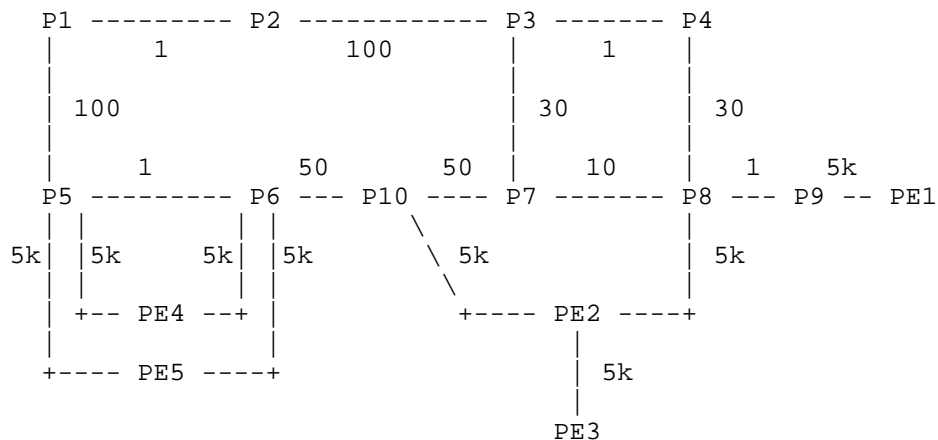 P1 --------- P2 ------------- P3 ------- P4
1 100 1
100 30 30
1 50 50 10 1 5k
P5 --------- P6 --- P10 ---- P7 ------- P8 --- P9 -- PE1
5k 5k 5k 5k 5k 5k
+-- PE4 --+ +---- PE2 ----+
+---- PE5 ----+ 5k
PE3